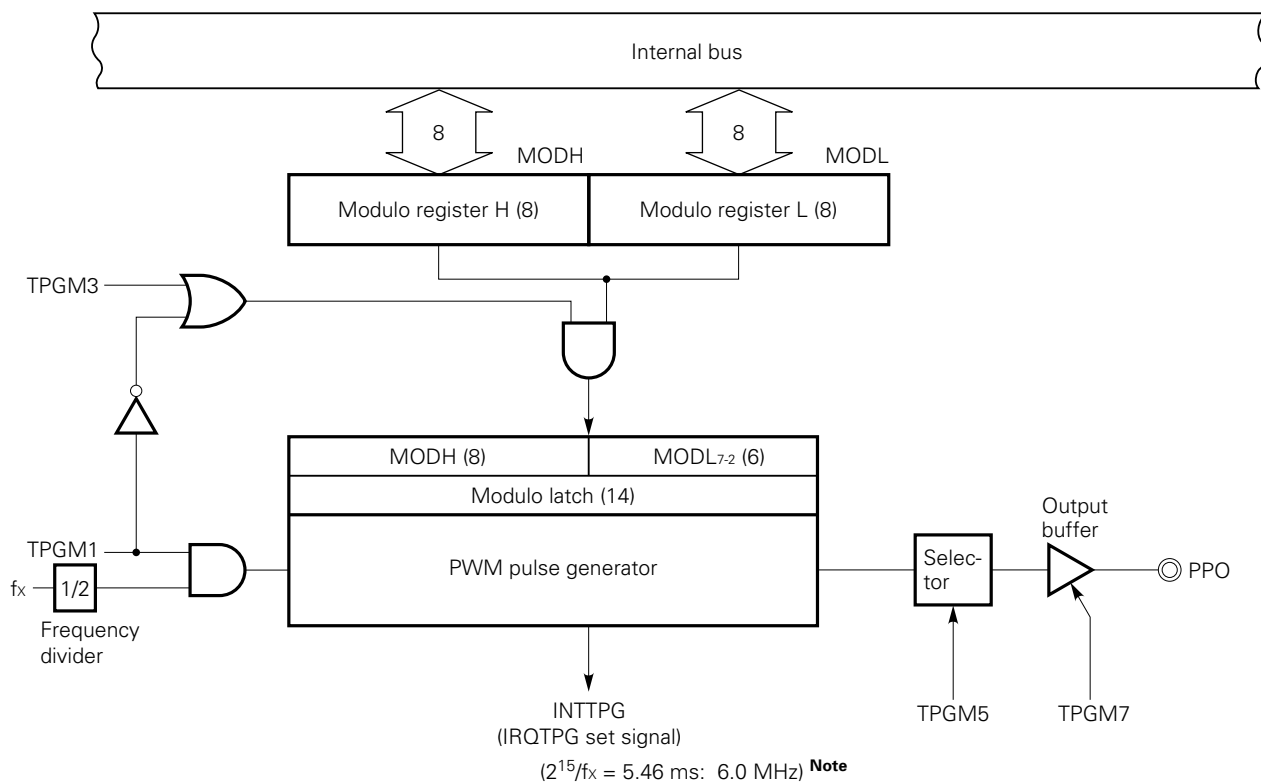 Internal bus
8
8
MODH
MODL
Modulo register H (8)
Modulo register L (8)
TPGM3
MODH (8)
MODL7-2 (6)
Modulo latch (14)
TPGM1
fX
1/2
Frequency
divider
PWM pulse generator
Selec-
tor
Output
buffer
PPO
INTTPG
(IRQTPG set signal)
(2^15/fX = 5.46 ms: 6.0 MHz) Note
TPGM5
TPGM7